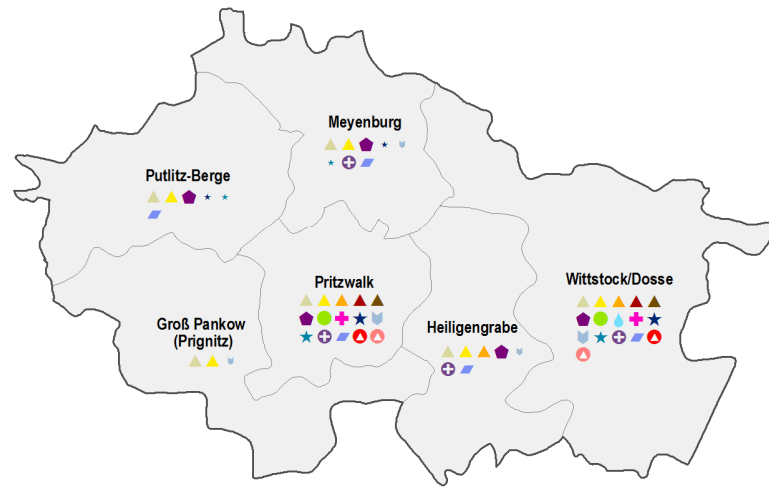 Meyenburg
Putlitz-Berge
Pritzwalk
Wittstock/Dosse
Groß Pankow
(Prignitz)
Heiligengrabe